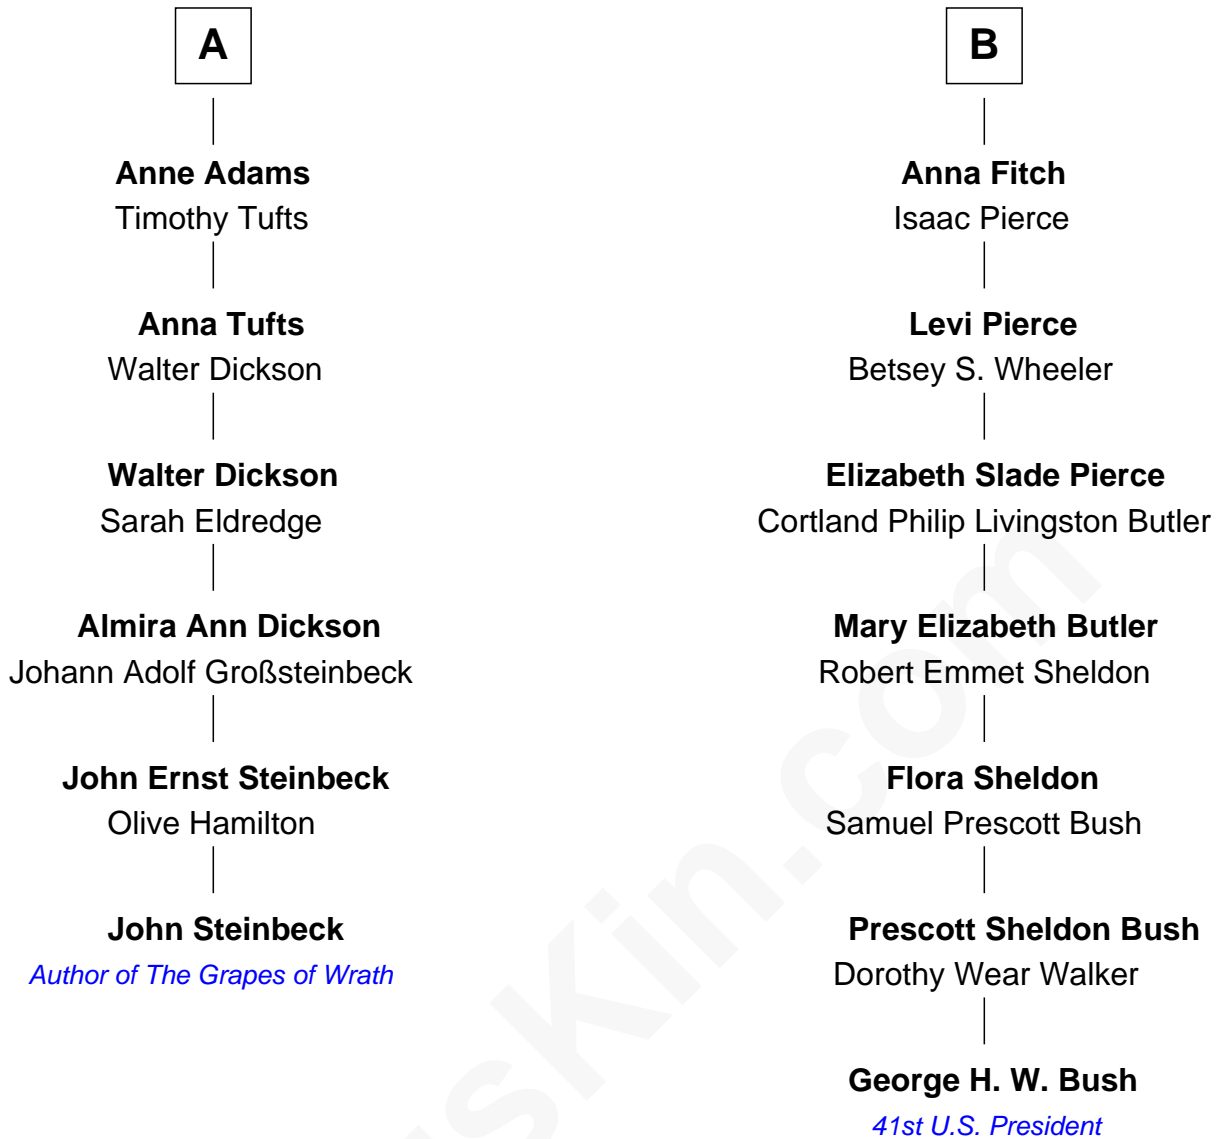 A
Anne Adams
Timothy Tufts
Anna Tufts
Walter Dickson
Walter Dickson
Sarah Eldredge
Almira Ann Dickson
Johann Adolf Großsteinbeck
John Ernst Steinbeck
Olive Hamilton
John Steinbeck
Author of The Grapes of Wrath
B
Anna Fitch
Isaac Pierce
Levi Pierce
Betsey S. Wheeler
Elizabeth Slade Pierce
Cortland Philip Livingston Butler
Mary Elizabeth Butler
Robert Emmet Sheldon
Flora Sheldon
Samuel Prescott Bush
Prescott Sheldon Bush
Dorothy Wear Walker
George H. W. Bush
41st U.S. President